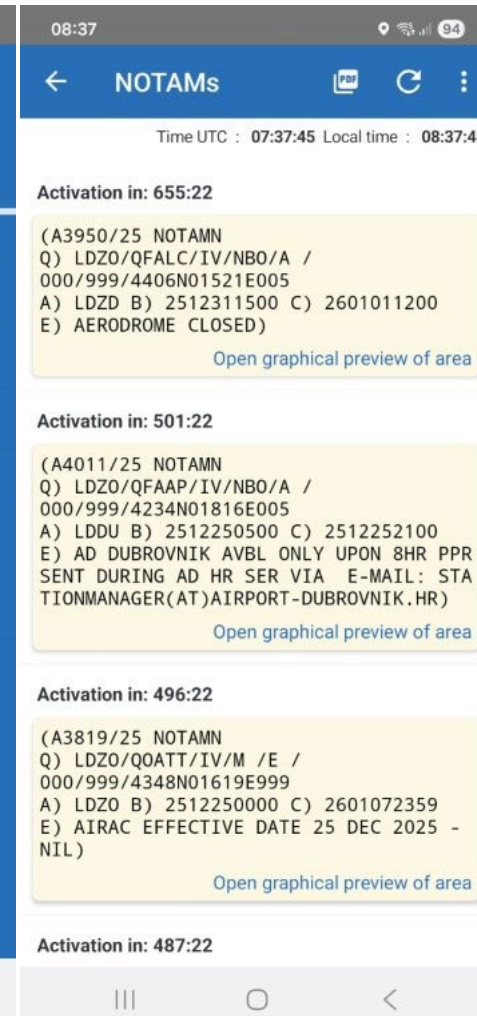 08:37 94
NOTAMs PDF
Time UTC : 07:37:45 Local time : 08:37:4
Activation in: 655:22
(A3950/25 NOTAMN
Q) LDZO/QFALC/IV/NBO/A /
000/999/4406N01521E005
A) LDZD B) 2512311500 C) 2601011200
E) AERODROME CLOSED)
Open graphical preview of area
Activation in: 501:22
(A4011/25 NOTAMN
Q) LDZO/QFAAP/IV/NBO/A /
000/999/4234N01816E005
A) LDDU B) 2512250500 C) 2512252100
E) AD DUBROVNIK AVBL ONLY UPON 8HR PPR
SENT DURING AD HR SER VIA  E-MAIL: STA
TIONMANAGER(AT)AIRPORT-DUBROVNIK.HR)
Open graphical preview of area
Activation in: 496:22
(A3819/25 NOTAMN
Q) LDZO/QOATT/IV/M /E /
000/999/4348N01619E999
A) LDZO B) 2512250000 C) 2601072359
E) AIRAC EFFECTIVE DATE 25 DEC 2025 -
NIL)
Open graphical preview of area
Activation in: 487:22